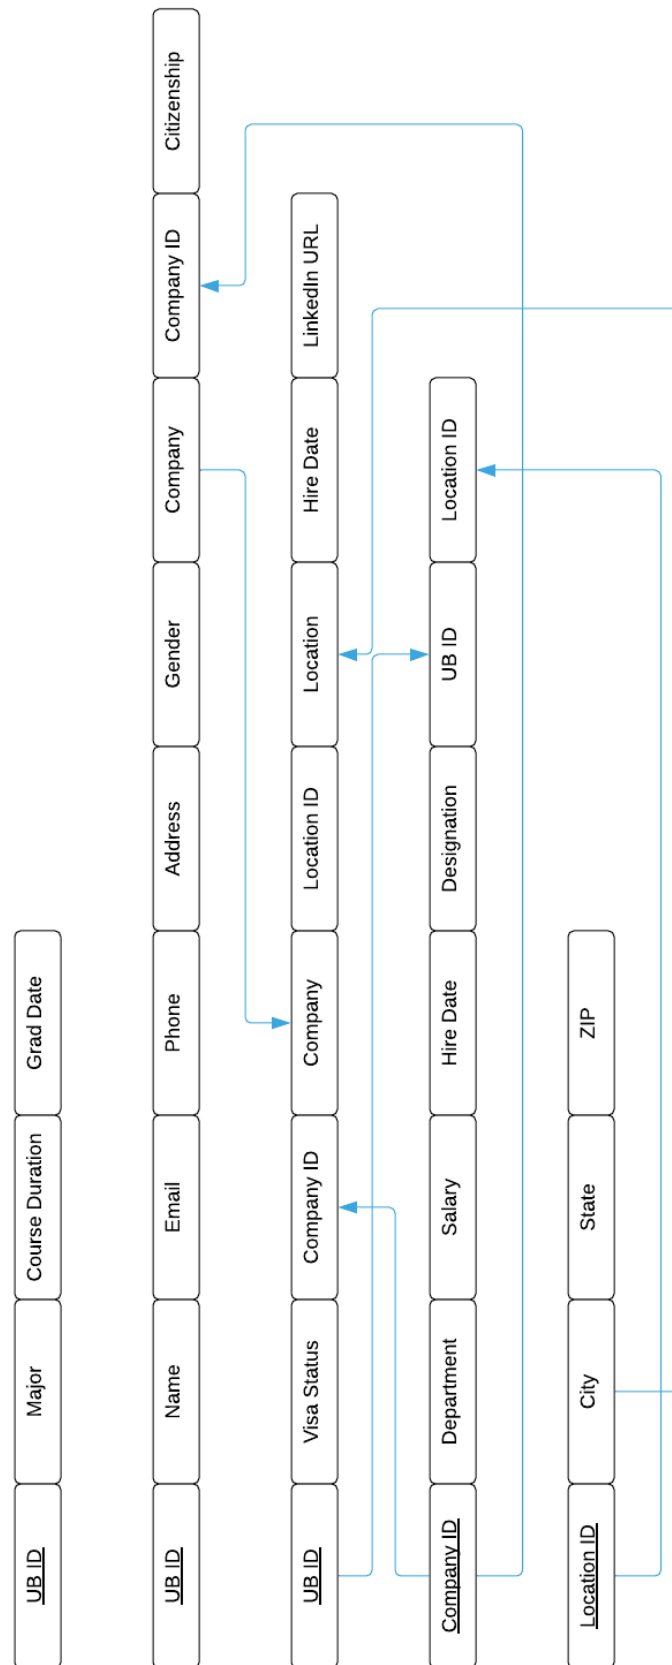 UB ID
Major
Course Duration
Grad Date
UB ID
Name
Email
Phone
Address
Gender
Company
Company ID
Citizenship
UB ID
Visa Status
Company ID
Company
Location ID
Location
Hire Date
LinkedIn URL
Company ID
Department
Salary
Hire Date
Designation
UB ID
Location ID
Location ID
City
State
ZIP